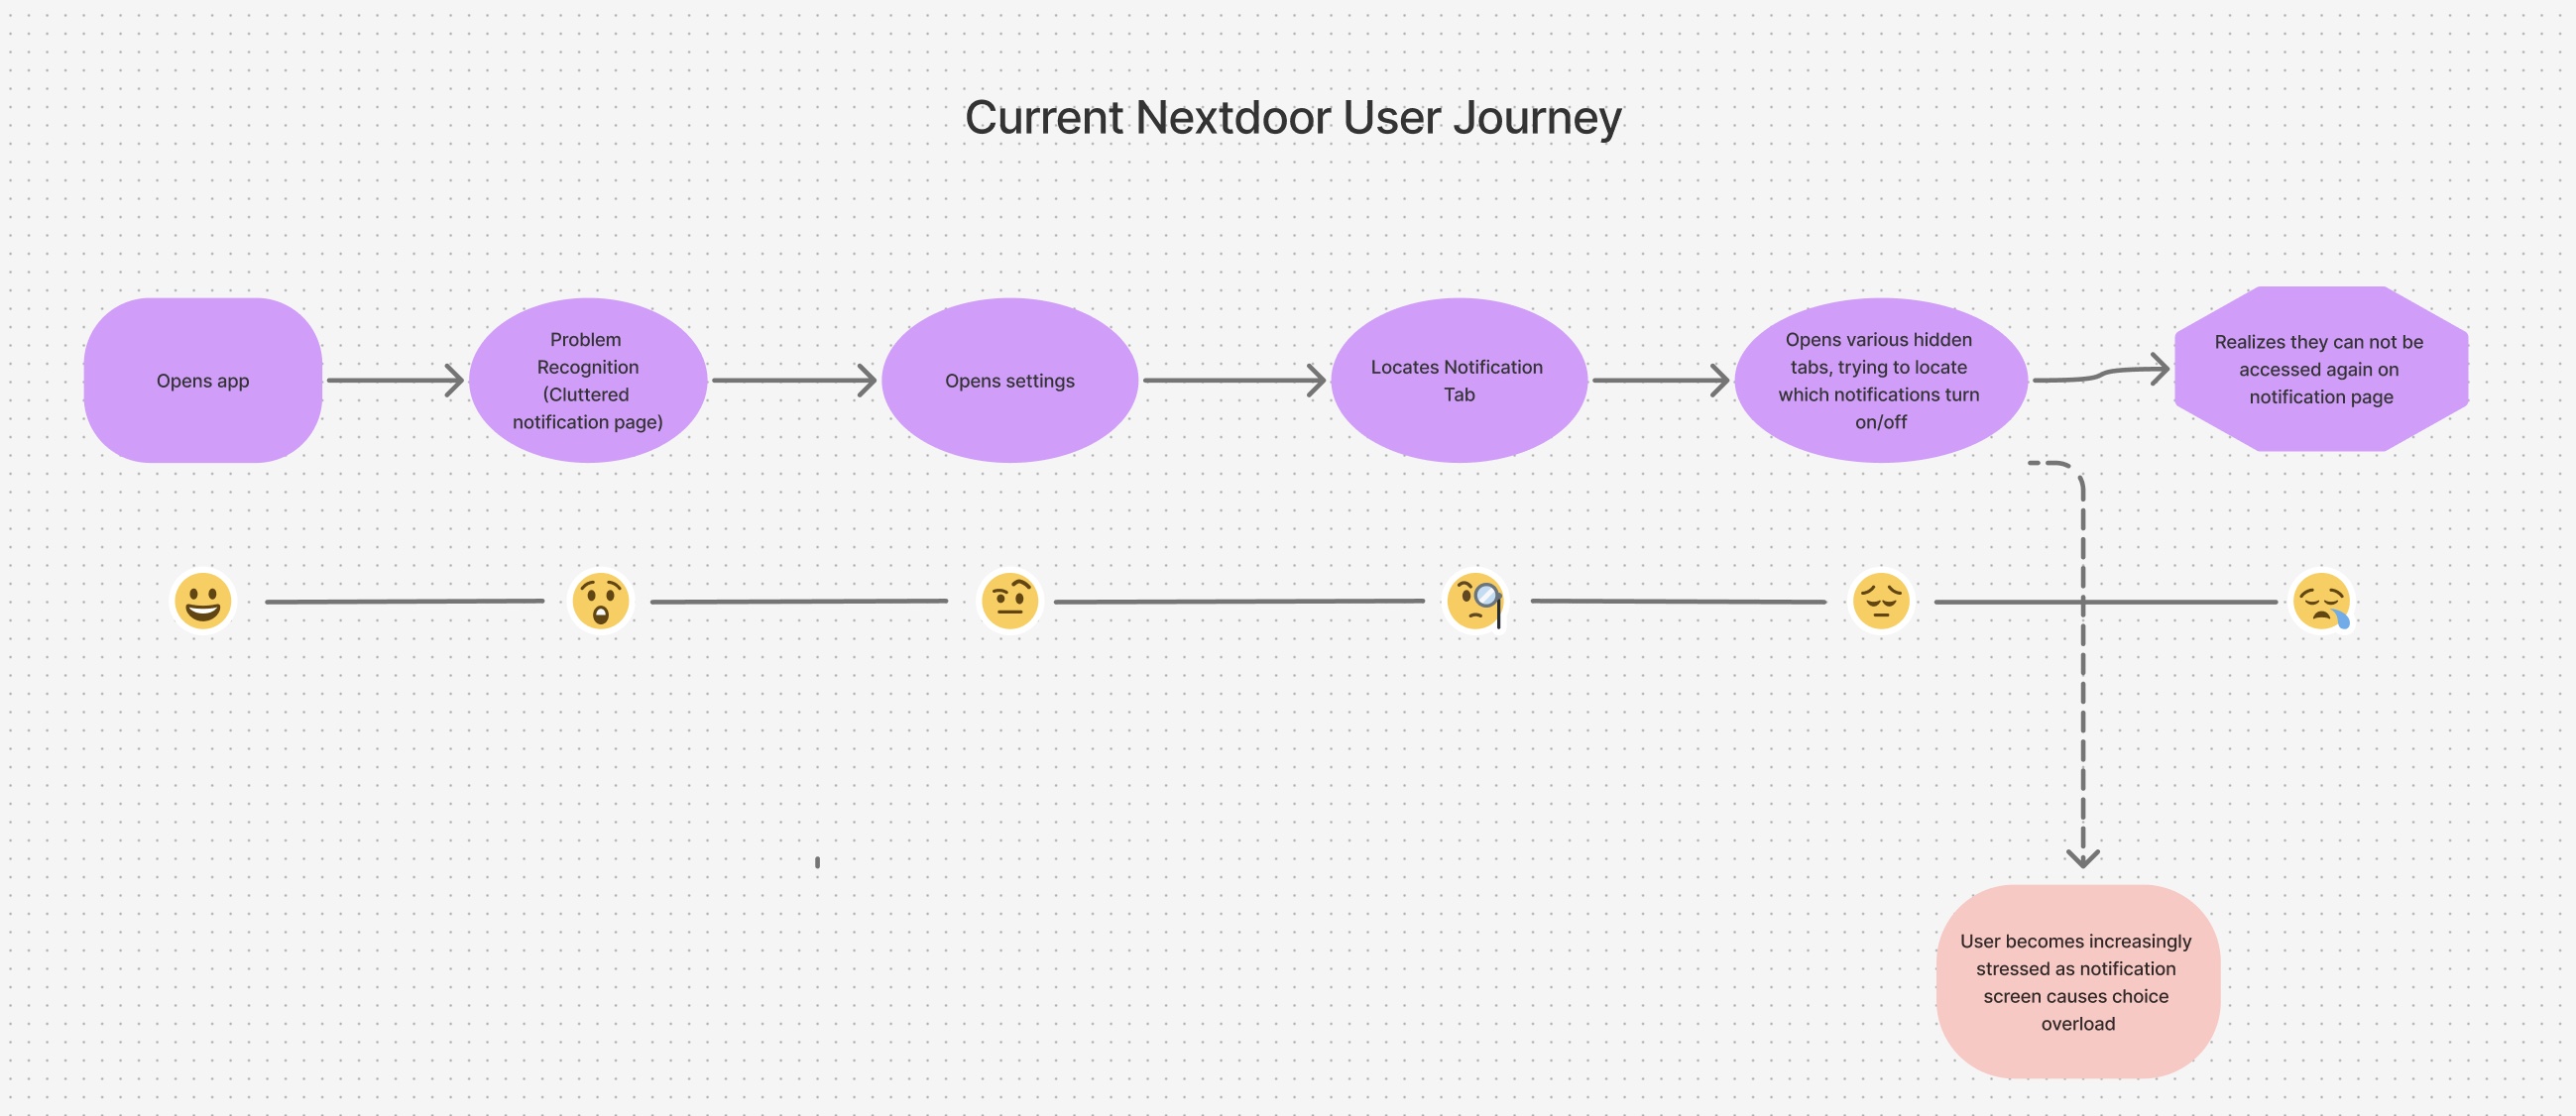 Current Nextdoor User Journey
Opens app
Problem
Recognition
(Cluttered
notification page)
Opens settings
Locates Notification
Tab
Opens various hidden
tabs, trying to locate
which notifications turn
on/off
Realizes they can not be
accessed again on
notification page
User becomes increasingly
stressed as notification
screen causes choice
overload